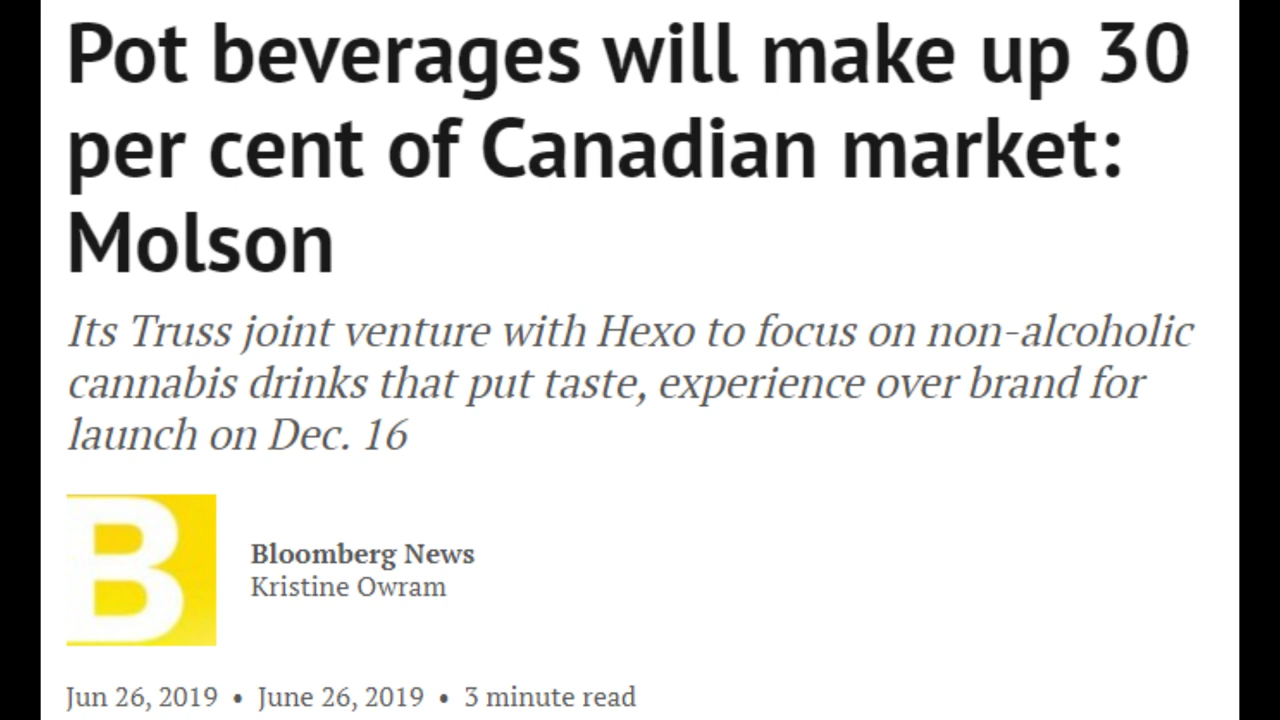 Pot beverages will make up 30
per cent of Canadian market:
Molson
Its Truss joint venture with Hexo to focus on non-alcoholic
cannabis drinks that put taste, experience over brand for
launch on Dec. 16
B
Bloomberg News
Kristine Owram
Jun 26, 2019 • June 26, 2019 • 3 minute read